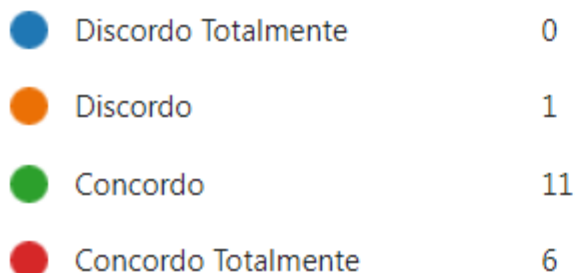 Discordo Totalmente 0
Discordo 1
Concordo 11
Concordo Totalmente 6